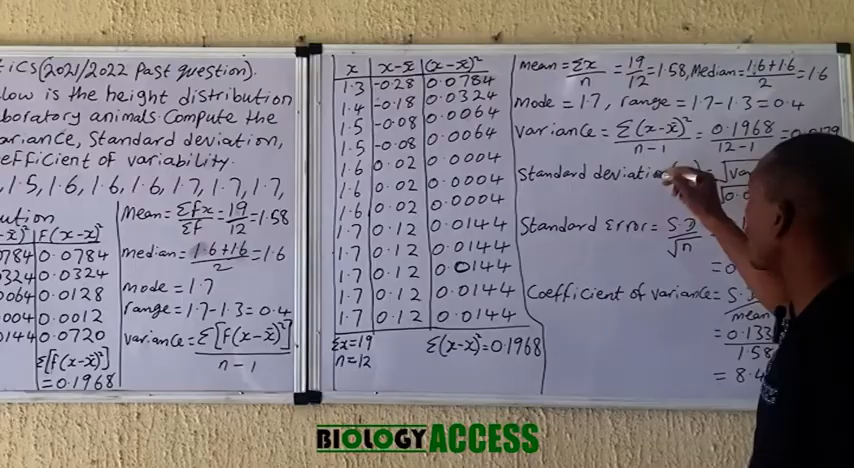 ICS (2021/2022 Past question).
low is the height distribution
boratory animals. Compute the
ariance, Standard deviation,
efficient of variability.
1.5, 1.6, 1.6, 1.6, 1.7, 1.7, 1.7,
ution
-x̄)² | F(x-x̄)²
784 | 0.0784
324 | 0.0324
064 | 0.0128
004 | 0.0012
0144 | 0.0720
Σ[F(x-x̄)²]
= 0.1968
Mean = Σfx/Σf = 19/12 = 1.58
median = 1.6+1.6/2 = 1.6
mode = 1.7
range = 1.7-1.3 = 0.4
variance = Σ[F(x-x̄)²]/n-1
x | x-x̄ | (x-x̄)²
1.3 | -0.28 | 0.0784
1.4 | -0.18 | 0.0324
1.5 | -0.08 | 0.0064
1.5 | -0.08 | 0.0064
1.6 | 0.02 | 0.0004
1.6 | 0.02 | 0.0004
1.6 | 0.02 | 0.0004
1.7 | 0.12 | 0.0144
1.7 | 0.12 | 0.0144
1.7 | 0.12 | 0.0144
1.7 | 0.12 | 0.0144
1.7 | 0.12 | 0.0144
Σx=19
n=12
Σ(x-x̄)²=0.1968
Mean = Σx/n = 19/12 = 1.58, Median = 1.6+1.6/2 = 1.6
mode = 1.7, range = 1.7-1.3 = 0.4
Variance = Σ(x-x̄)²/n-1 = 0.1968/12-1
Standard deviation
Standard Error = S.D/√n
= 0.
Coefficient of variance = S.D/mean
= 0.133/1.58
= 8.4
BIOLOGY ACCESS